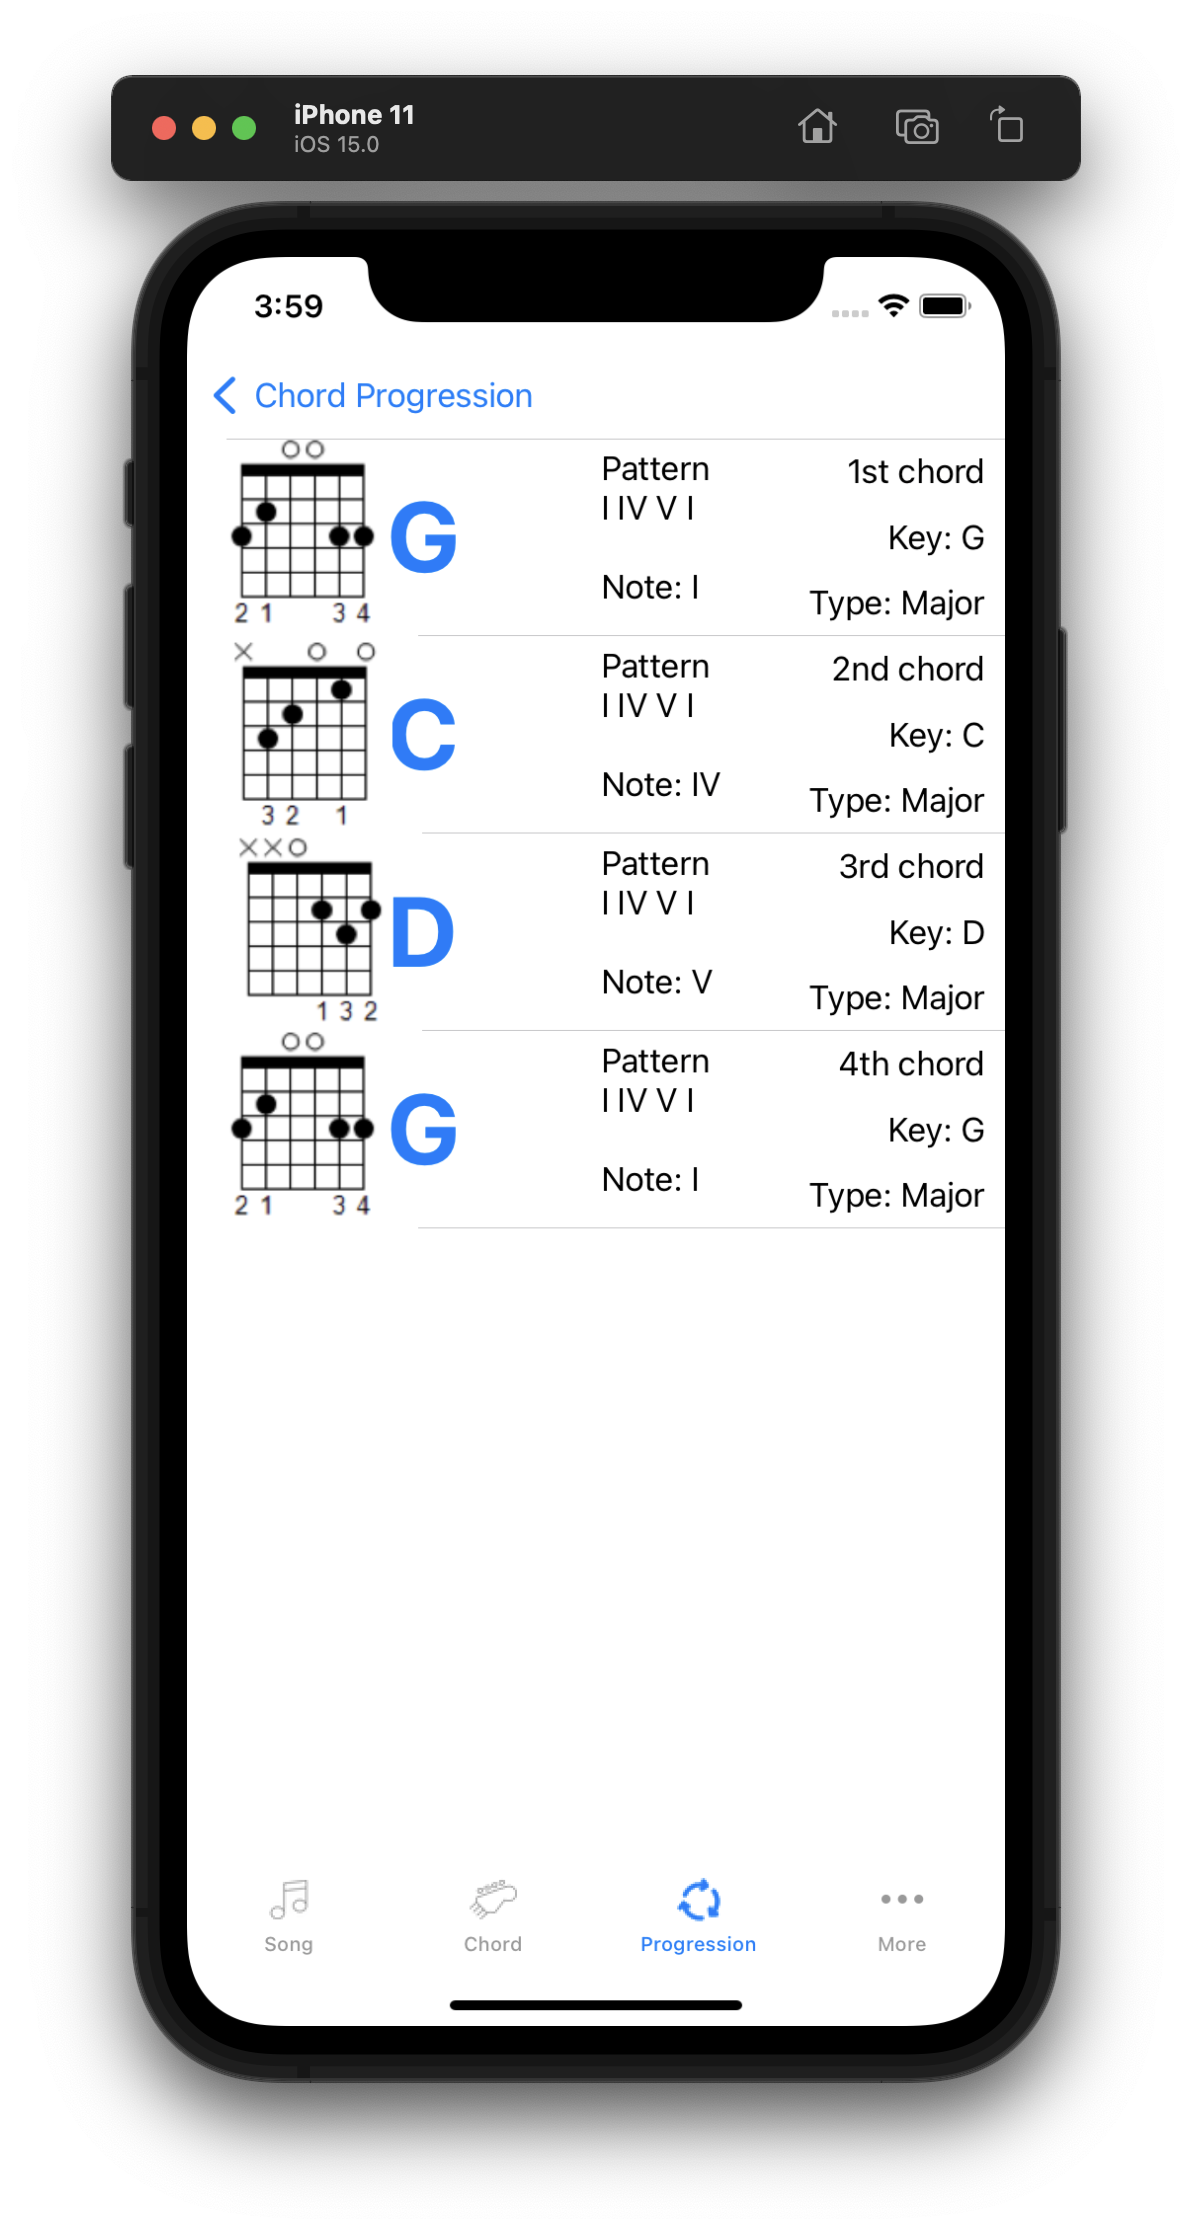 iPhone 11
iOS 15.0
3:59
Chord Progression
G
2 1 3 4
Pattern
I IV V I
Note: I
1st chord
Key: G
Type: Major
C
3 2 1
Pattern
I IV V I
Note: IV
2nd chord
Key: C
Type: Major
D
1 3 2
Pattern
I IV V I
Note: V
3rd chord
Key: D
Type: Major
G
2 1 3 4
Pattern
I IV V I
Note: I
4th chord
Key: G
Type: Major
Song
Chord
Progression
More